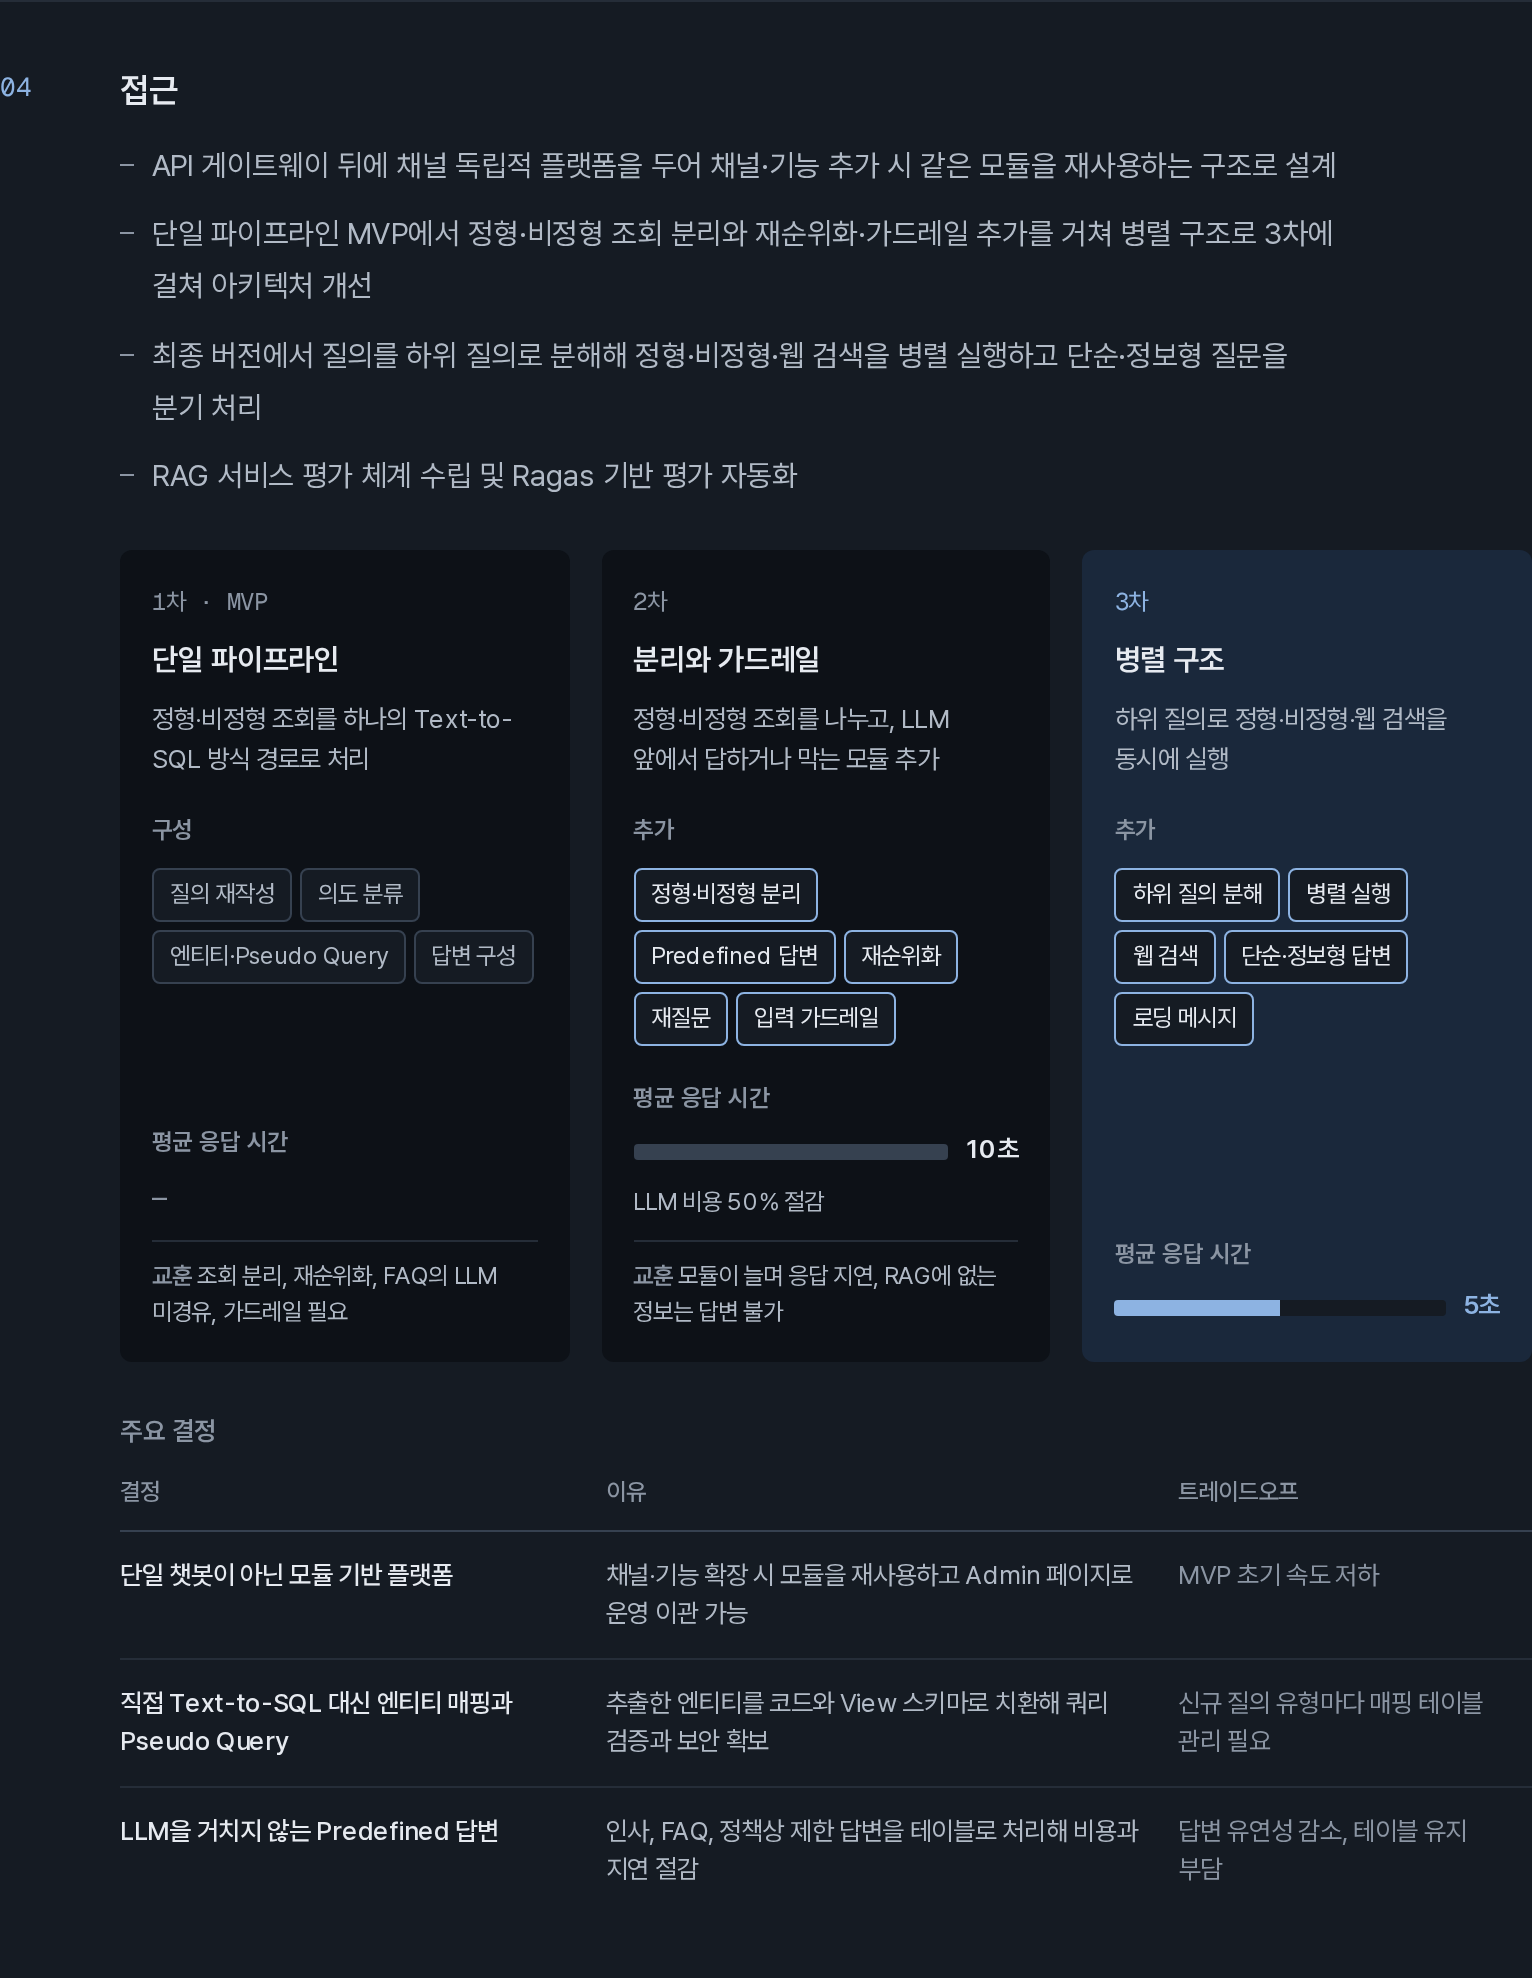 04
접근
– API 게이트웨이 뒤에 채널 독립적 플랫폼을 두어 채널·기능 추가 시 같은 모듈을 재사용하는 구조로 설계
– 단일 파이프라인 MVP에서 정형·비정형 조회 분리와 재순위화·가드레일 추가를 거쳐 병렬 구조로 3차에
걸쳐 아키텍처 개선
– 최종 버전에서 질의를 하위 질의로 분해해 정형·비정형·웹 검색을 병렬 실행하고 단순·정보형 질문을
분기 처리
– RAG 서비스 평가 체계 수립 및 Ragas 기반 평가 자동화
1차 · MVP
단일 파이프라인
정형·비정형 조회를 하나의 Text-to-
SQL 방식 경로로 처리
구성
질의 재작성 의도 분류
엔티티·Pseudo Query 답변 구성
평균 응답 시간
–
교훈 조회 분리, 재순위화, FAQ의 LLM
미경유, 가드레일 필요
2차
분리와 가드레일
정형·비정형 조회를 나누고, LLM
앞에서 답하거나 막는 모듈 추가
추가
정형·비정형 분리
Predefined 답변 재순위화
재질문 입력 가드레일
평균 응답 시간
10초
LLM 비용 50% 절감
교훈 모듈이 늘며 응답 지연, RAG에 없는
정보는 답변 불가
3차
병렬 구조
하위 질의로 정형·비정형·웹 검색을
동시에 실행
추가
하위 질의 분해 병렬 실행
웹 검색 단순·정보형 답변
로딩 메시지
평균 응답 시간
5초
주요 결정
결정 이유 트레이드오프
단일 챗봇이 아닌 모듈 기반 플랫폼
채널·기능 확장 시 모듈을 재사용하고 Admin 페이지로
운영 이관 가능
MVP 초기 속도 저하
직접 Text-to-SQL 대신 엔티티 매핑과
Pseudo Query
추출한 엔티티를 코드와 View 스키마로 치환해 쿼리
검증과 보안 확보
신규 질의 유형마다 매핑 테이블
관리 필요
LLM을 거치지 않는 Predefined 답변
인사, FAQ, 정책상 제한 답변을 테이블로 처리해 비용과
지연 절감
답변 유연성 감소, 테이블 유지
부담